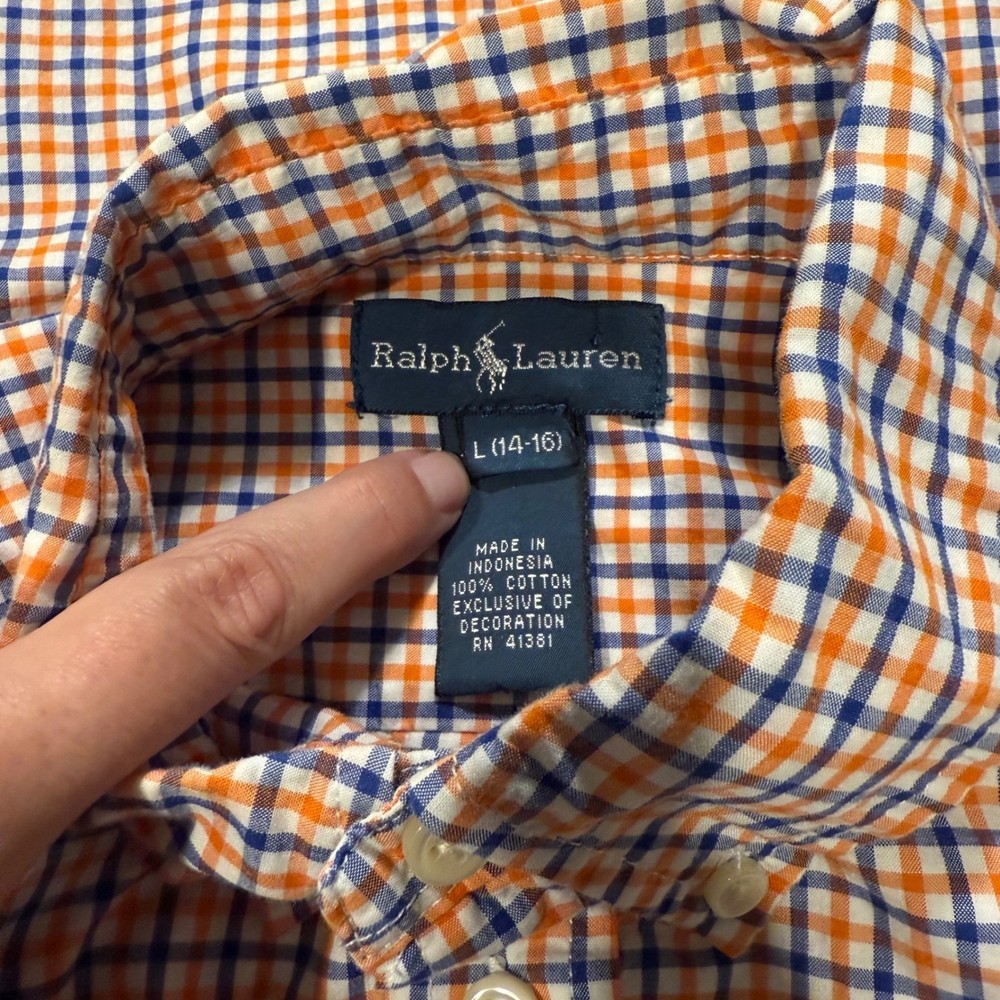 Ralph Lauren
L (14-16)
MADE IN
INDONESIA
100% COTTON
EXCLUSIVE OF
DECORATION
RN 41381